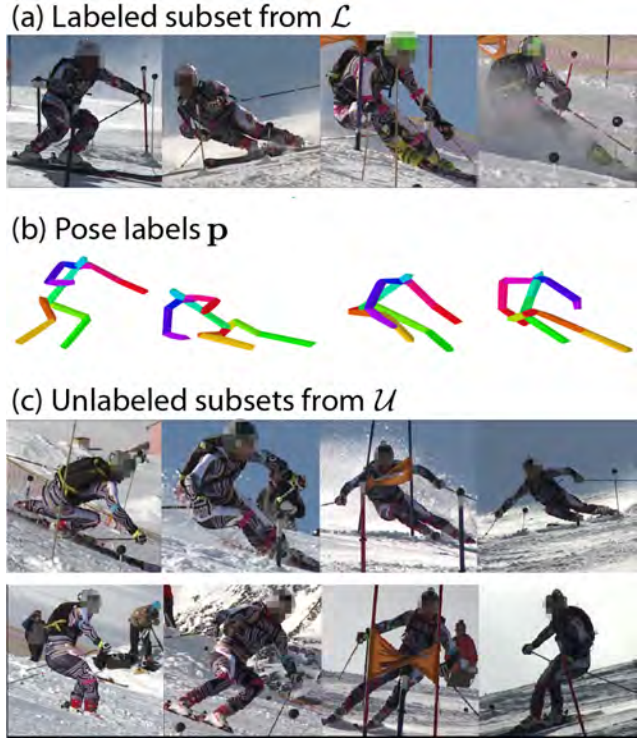 (a) Labeled subset from ℒ
(b) Pose labels p
(c) Unlabeled subsets from 𝒰